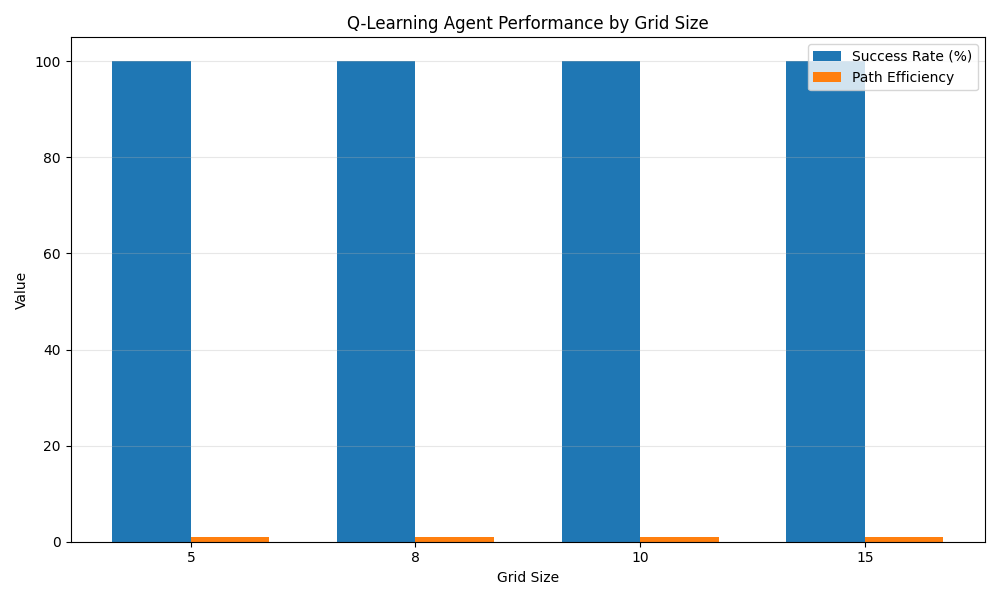 Q-Learning Agent Performance by Grid Size
Success Rate (%)
Path Efficiency
100
80
60
40
20
0
Value
5
8
10
15
Grid Size